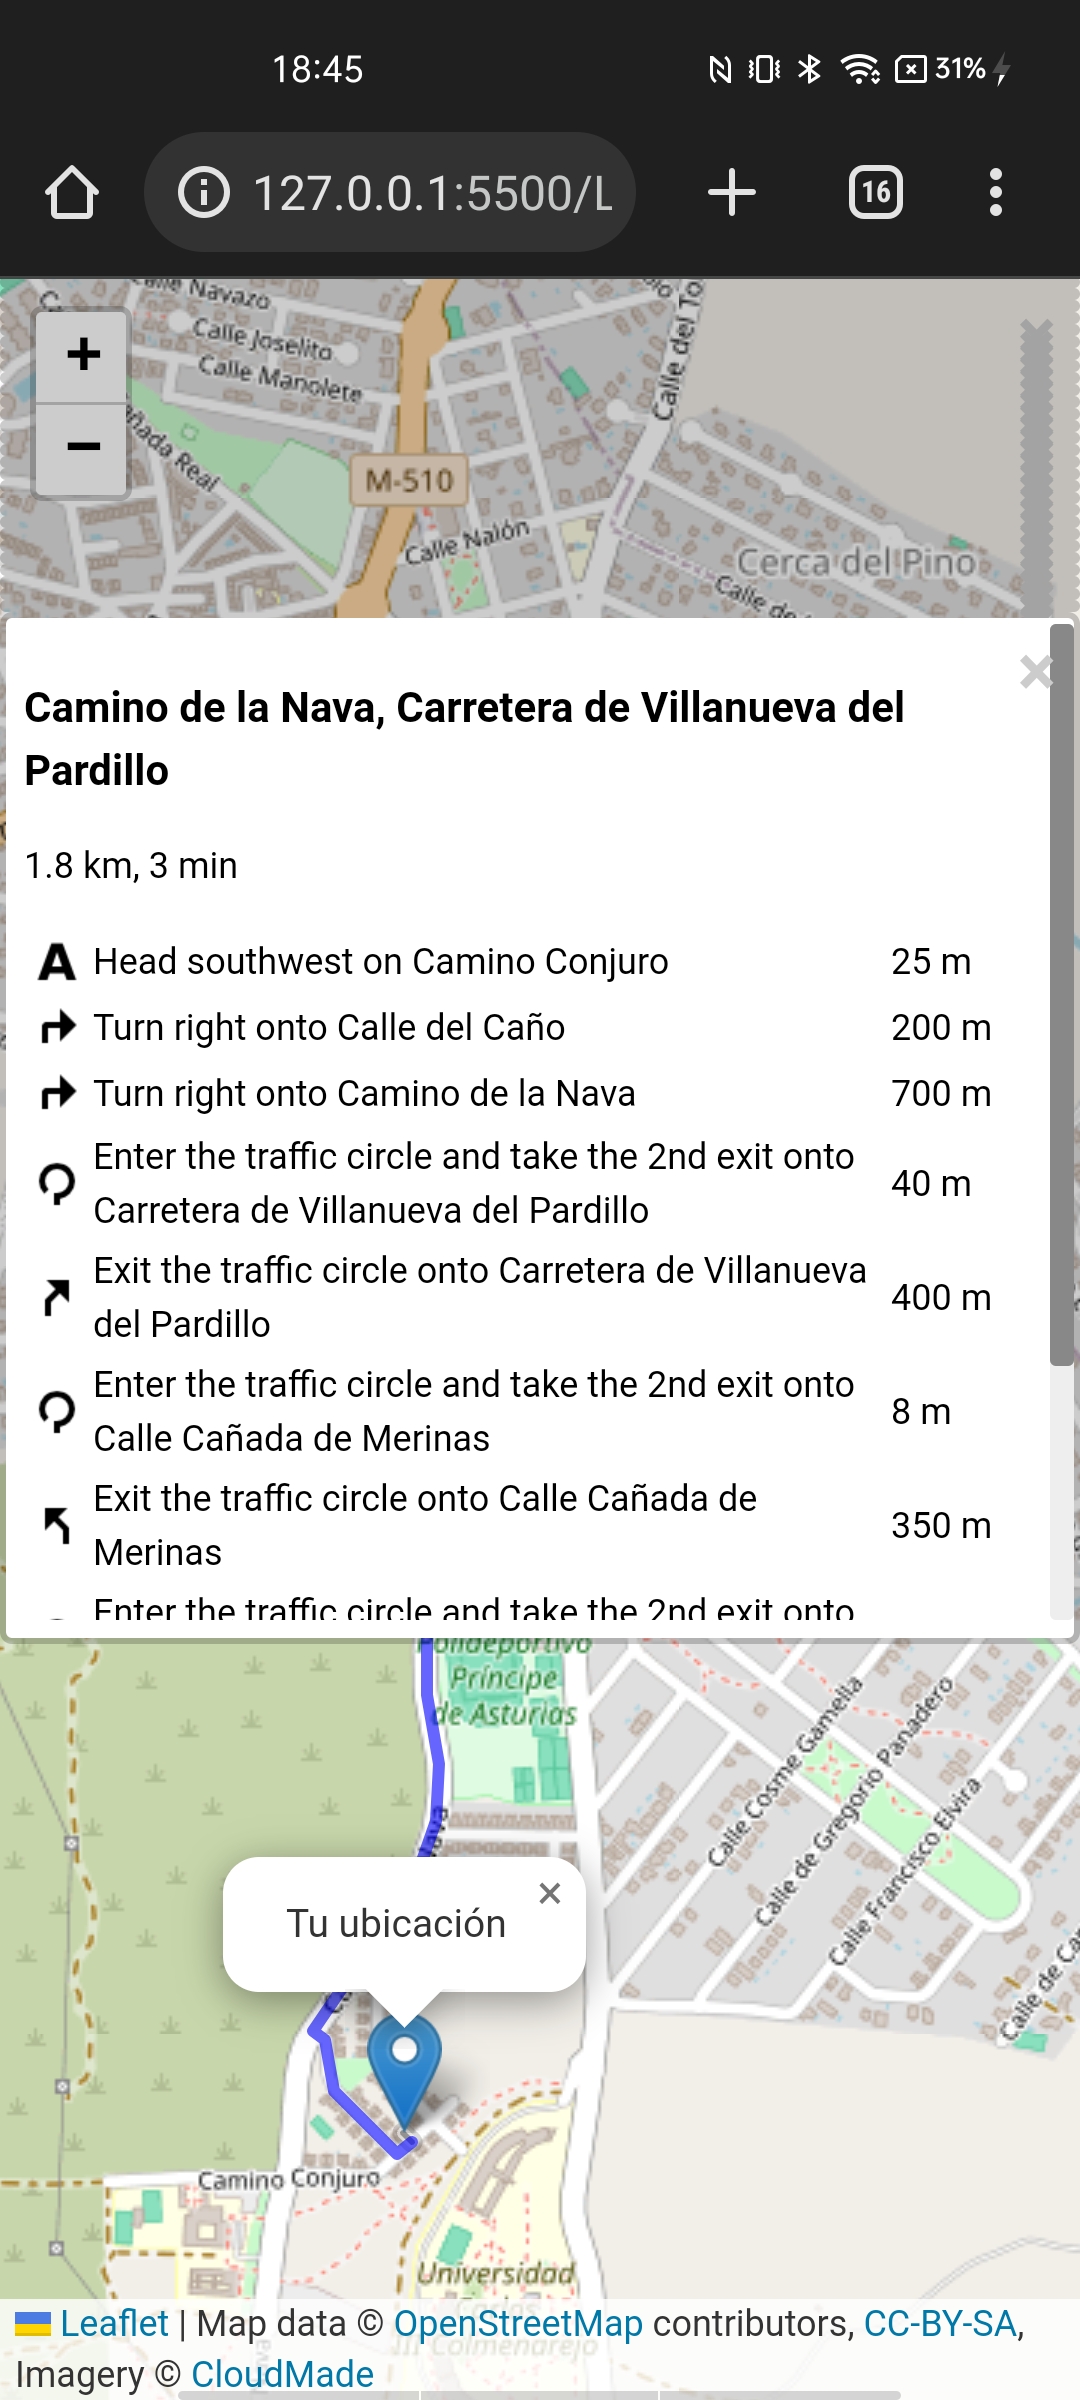 18:45
31%
127.0.0.1:5500/L
16
Navazo
Calle Joselito
Calle Manolete
Calle del To
Real
+
−
M-510
Calle Nalón
Cerca del Pino
Calle de
×
Camino de la Nava, Carretera de Villanueva del
Pardillo
1.8 km, 3 min
A Head southwest on Camino Conjuro 25 m
Turn right onto Calle del Caño 200 m
Turn right onto Camino de la Nava 700 m
Enter the traffic circle and take the 2nd exit onto
Carretera de Villanueva del Pardillo 40 m
Exit the traffic circle onto Carretera de Villanueva
del Pardillo 400 m
Enter the traffic circle and take the 2nd exit onto
Calle Cañada de Merinas 8 m
Exit the traffic circle onto Calle Cañada de
Merinas 350 m
Enter the traffic circle and take the 2nd exit onto
Polideportivo
Príncipe
de Asturias
Calle Cosme Gamella
Calle de Gregorio Panadero
Calle Francisco Elvira
Calle de Ca
Tu ubicación ×
Camino Conjuro
Universidad
Carlos
III Colmenarejo
Leaflet | Map data © OpenStreetMap contributors, CC-BY-SA,
Imagery © CloudMade